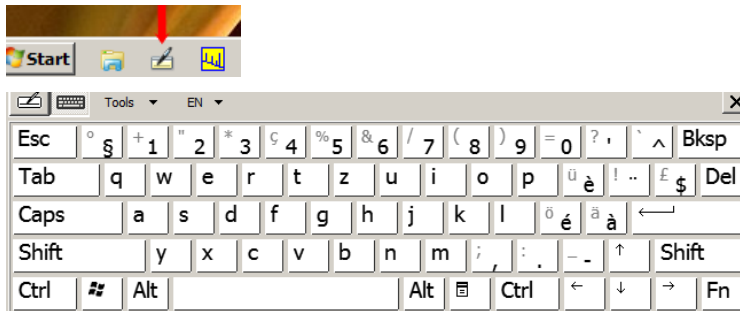 Start
Tools EN
Esc ° § + 1 " 2 * 3 ç 4 % 5 & 6 / 7 ( 8 ) 9 = 0 ? ' ` ^ Bksp
Tab q w e r t z u i o p ü è ! ¨ £ $ Del
Caps a s d f g h j k l ö é ä à
Shift y x c v b n m ; , : . _ - ↑ Shift
Ctrl Alt Alt Ctrl ← ↓ → Fn